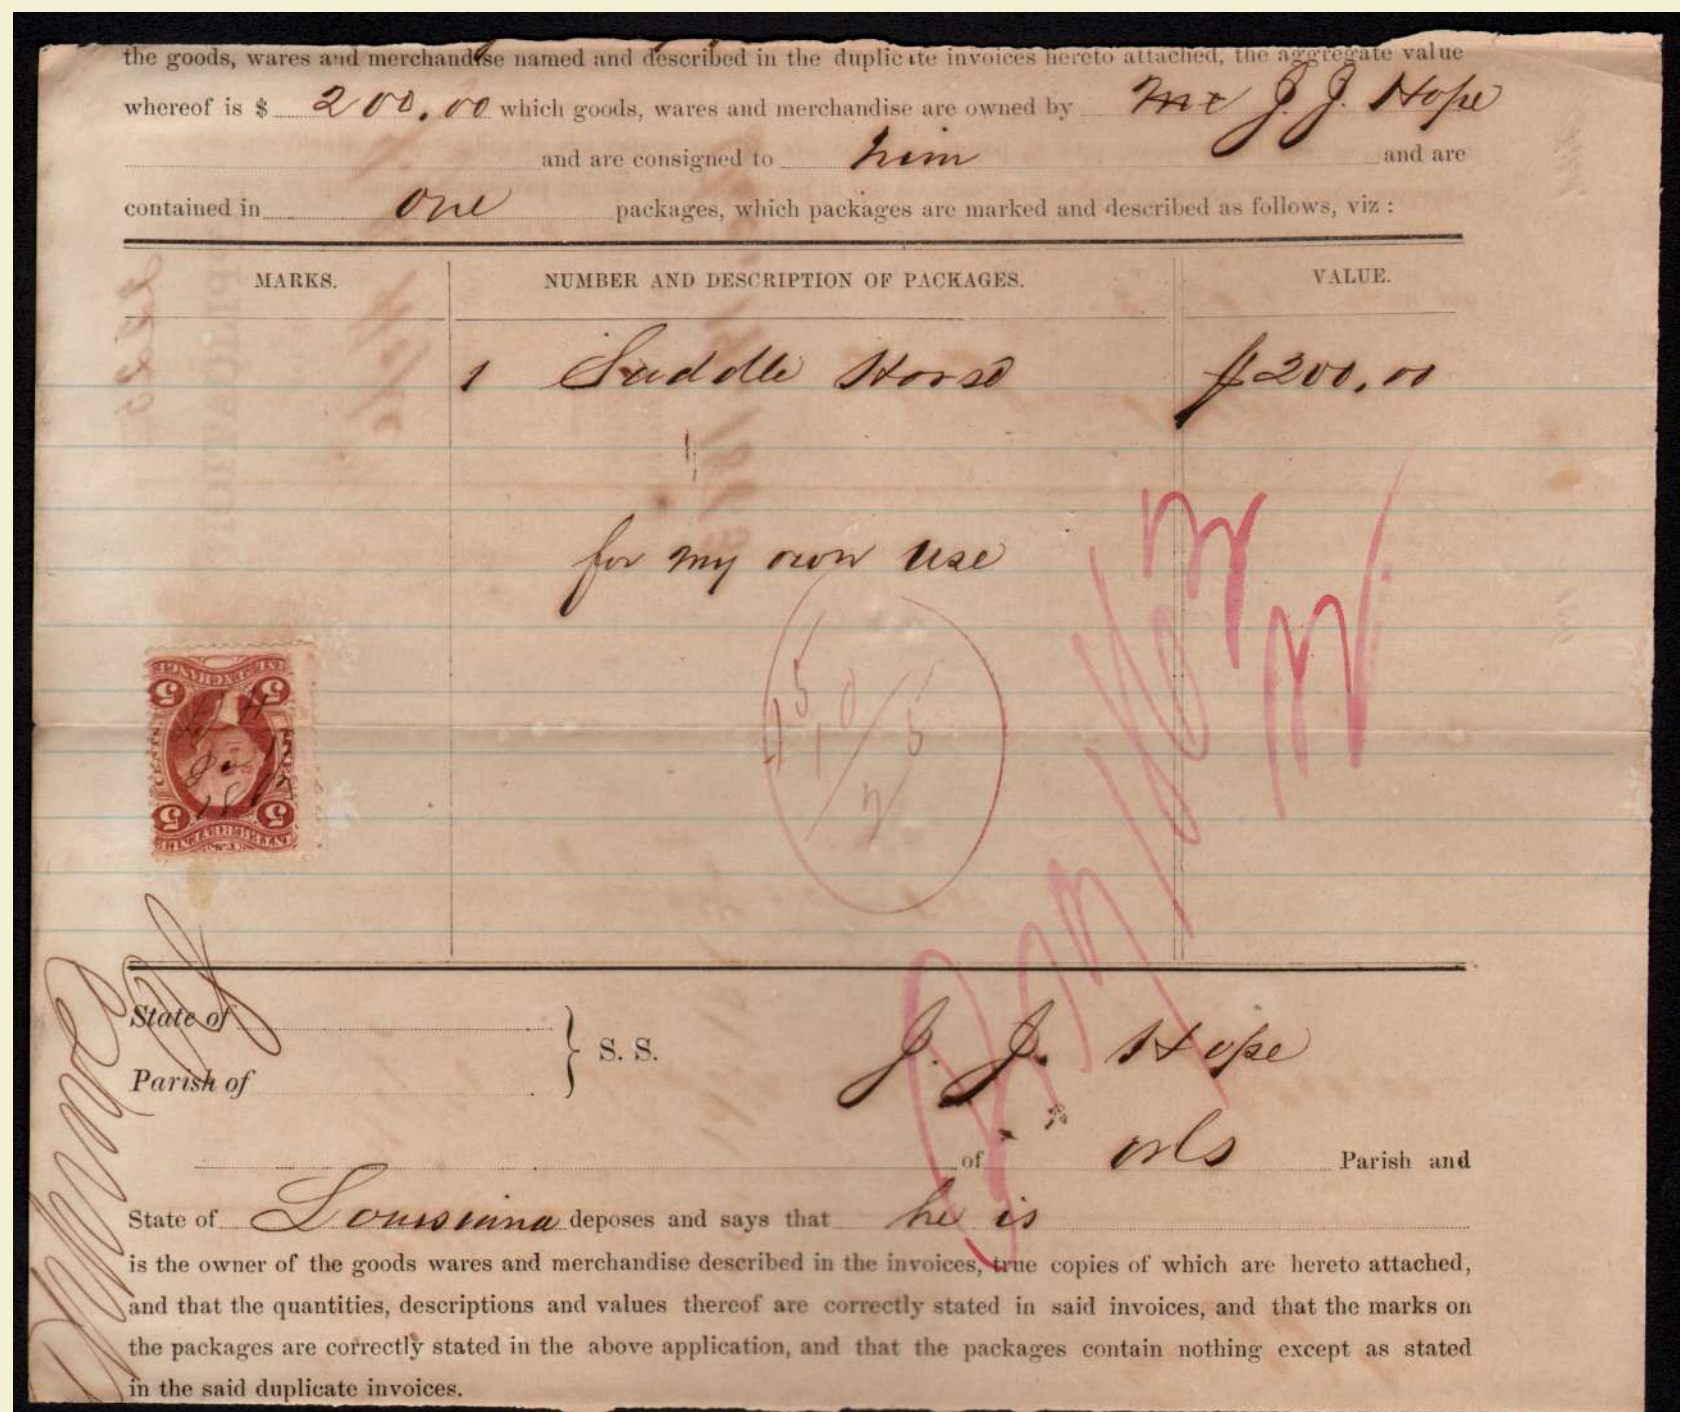 the goods, wares and merchandise named and described in the duplicate invoices hereto attached, the aggregate value
whereof is $ 200.00 which goods, wares and merchandise are owned by Mr J. J. Hope
and are consigned to him and are
contained in one packages, which packages are marked and described as follows, viz :
MARKS. NUMBER AND DESCRIPTION OF PACKAGES. VALUE.
1 Saddle Horse $200.00
for my own use
5 5
CENTS
5 5
State of
Parish of
} S. S.
J. J. Hope
of orls Parish and
State of Louisiana deposes and says that he is
is the owner of the goods wares and merchandise described in the invoices, true copies of which are hereto attached,
and that the quantities, descriptions and values thereof are correctly stated in said invoices, and that the marks on
the packages are correctly stated in the above application, and that the packages contain nothing except as stated
in the said duplicate invoices.